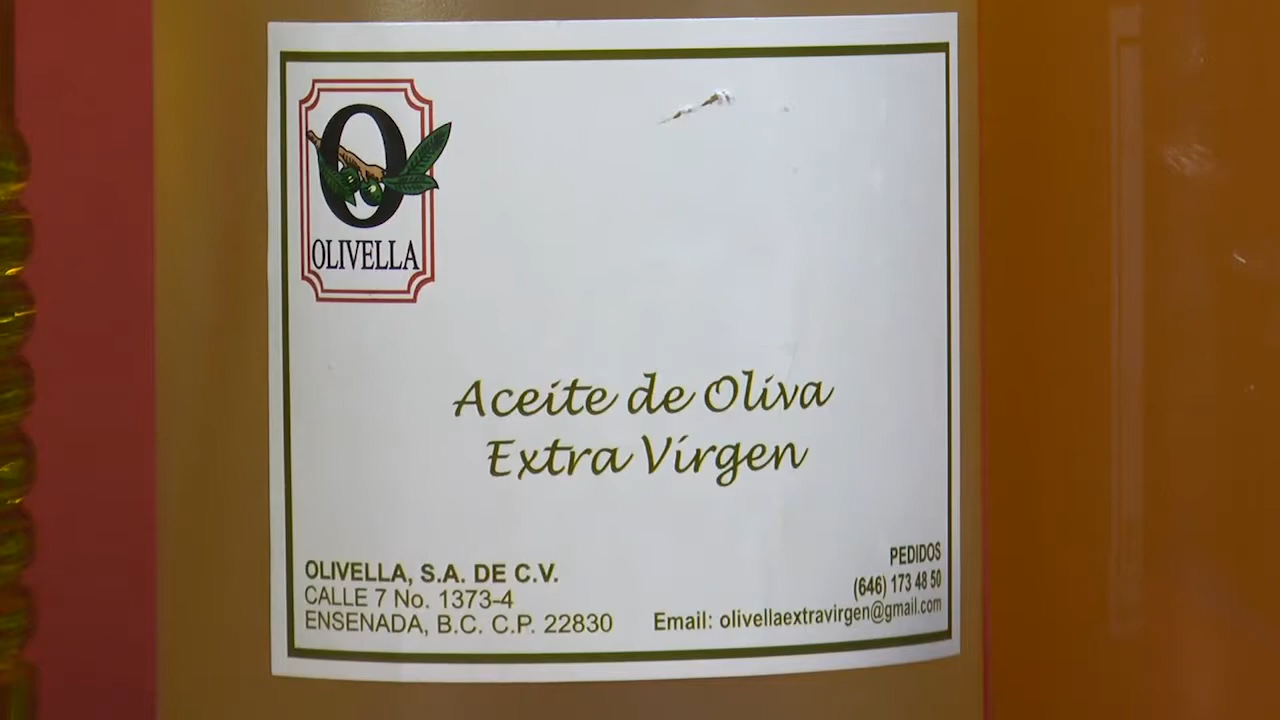 O
OLIVELLA
Aceite de Oliva
Extra Virgen
OLIVELLA, S.A. DE C.V.
CALLE 7 No. 1373-4
ENSENADA, B.C. C.P. 22830
PEDIDOS
(646) 173 48 50
Email: olivellaextravirgen@gmail.com